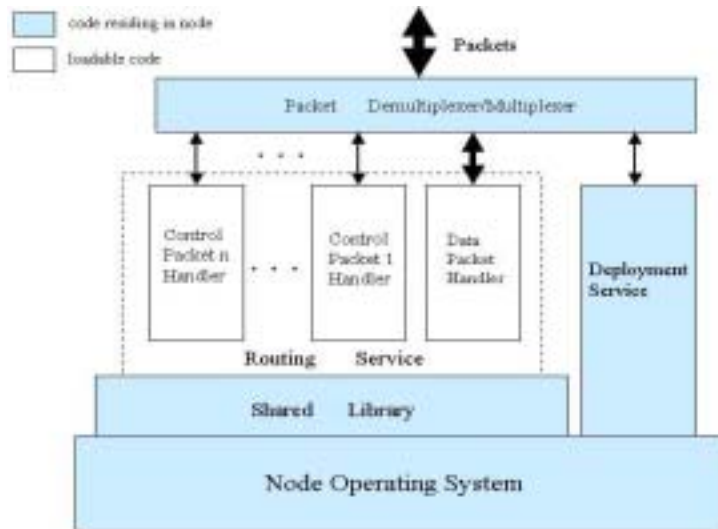 code residing in node
loadable code
Packets
Packet Demultiplexer/Multiplexer
. . .
Control
Packet n
Handler
. . .
Control
Packet 1
Handler
Data
Packet
Handler
Deployment
Service
Routing Service
Shared Library
Node Operating System